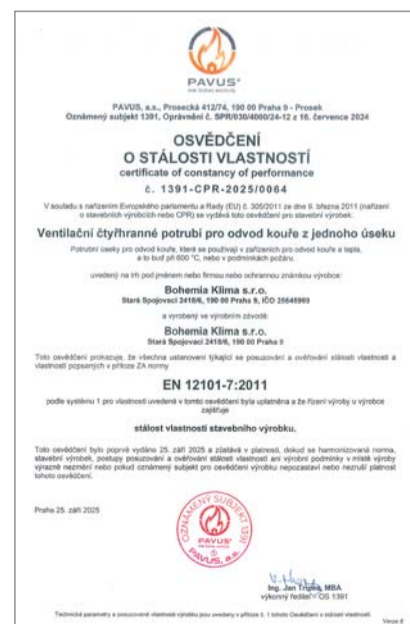 PAVUS®
PAVUS, a.s., Prosecká 412/74, 190 00 Praha 9 - Prosek
Oznámený subjekt 1391, Oprávnění č. SPR/030/4000/24-12 z 16. července 2024
OSVĚDČENÍ
O STÁLOSTI VLASTNOSTÍ
certificate of constancy of performance
č. 1391-CPR-2025/0064
V souladu s nařízením Evropského parlamentu a Rady (EU) č. 305/2011 ze dne 9. března 2011 (nařízení
o stavebních výrobcích nebo CPR) se vydává toto osvědčení pro stavební výrobek:
Ventilační čtyřhranné potrubí pro odvod kouře z jednoho úseku
Potrubní úseky pro odvod kouře, které se používají v zařízeních pro odvod kouře a tepla,
a to buď při 600 °C, nebo v podmínkách požáru.
uvedený na trh pod jménem nebo firmou nebo ochrannou známkou výrobce:
Bohemia Klima s.r.o.
Stará Spojovací 2418/6, 190 00 Praha 9, IČO 25645960
a vyrobený ve výrobním závodě:
Bohemia Klima s.r.o.
Stará Spojovací 2418/6, 190 00 Praha 9
Toto osvědčení prokazuje, že všechna ustanovení týkající se posuzování a ověřování stálosti vlastností a
vlastností popsaných v příloze ZA normy
EN 12101-7:2011
podle systému 1 pro vlastnosti uvedené v tomto osvědčení byla uplatněna a že řízení výroby u výrobce
zajišťuje
stálost vlastností stavebního výrobku.
Toto osvědčení bylo poprvé vydáno 25. září 2025 a zůstává v platnosti, dokud se harmonizovaná norma,
stavební výrobek, postupy posuzování a ověřování stálosti vlastností ani výrobní podmínky v místě výroby
výrazně nezmění nebo pokud oznámený subjekt pro osvědčení výrobku nepozastaví nebo nezruší platnost
tohoto osvědčení.
Praha 25. září 2025
OZNÁMENÝ SUBJEKT 1391
PAVUS®
PAVUS, a.s.
Ing. Jan Tripes, MBA
výkonný ředitel - OS 1391
Technické parametry a posuzované vlastnosti výrobku jsou uvedeny v příloze č. 1 tohoto Osvědčení o stálosti vlastností.
Verze 8